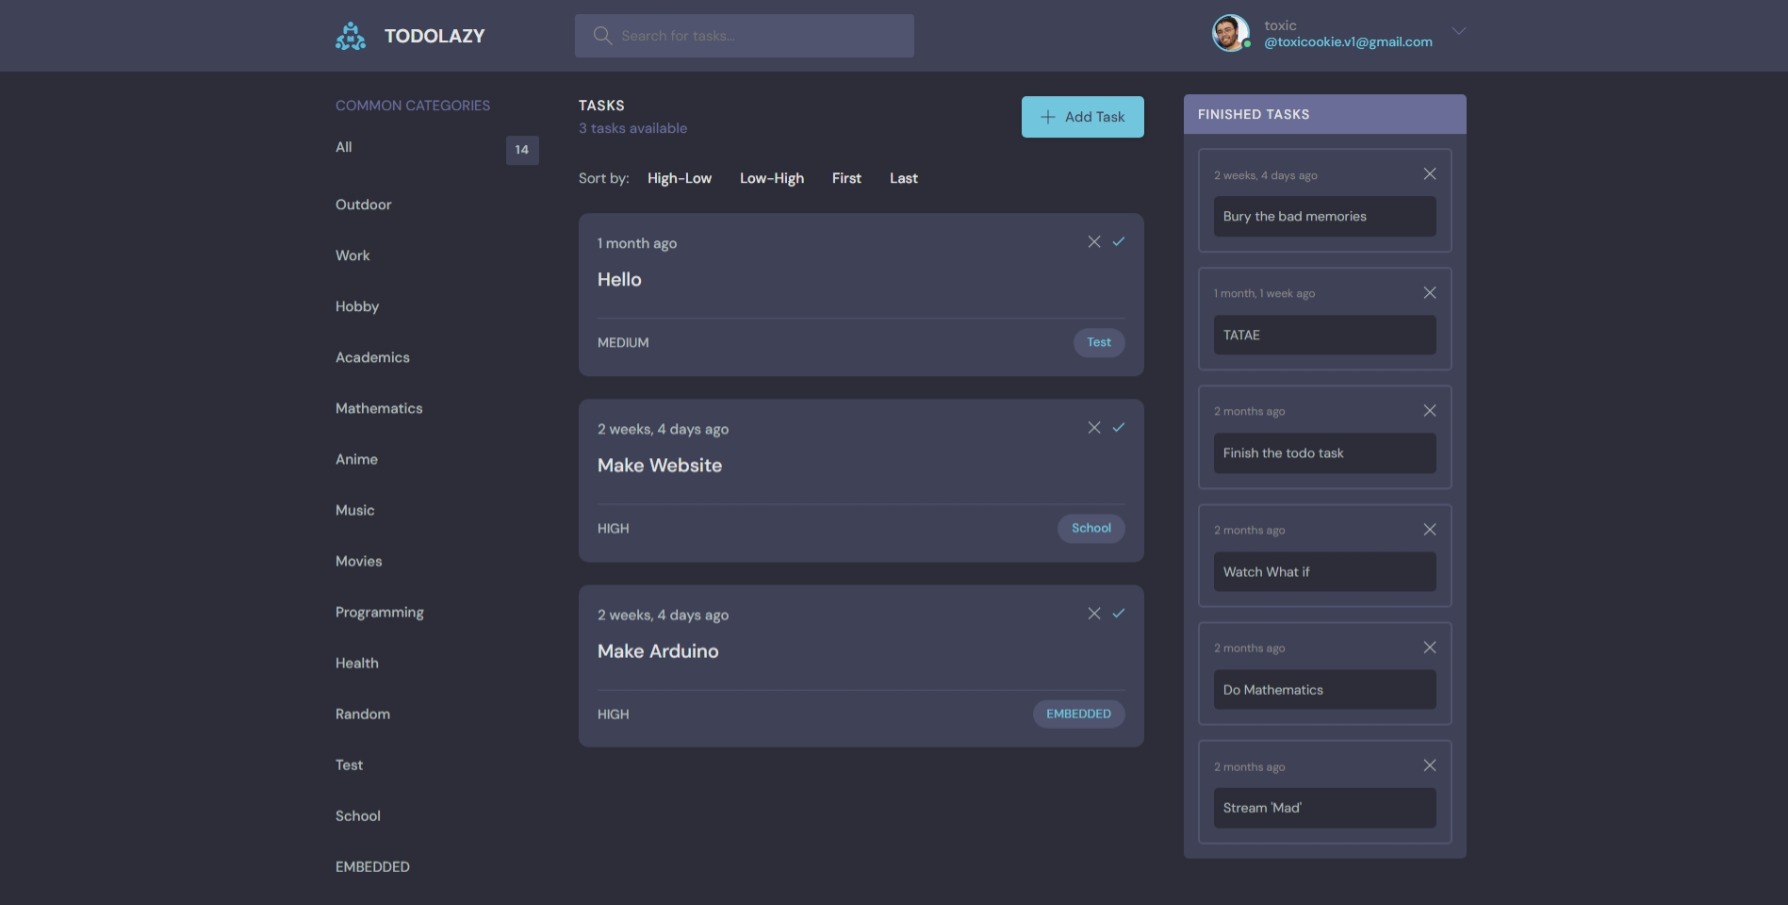 TODOLAZY
Search for tasks...
toxic
@toxicookie.v1@gmail.com
COMMON CATEGORIES
All
14
Outdoor
Work
Hobby
Academics
Mathematics
Anime
Music
Movies
Programming
Health
Random
Test
School
EMBEDDED
TASKS
3 tasks available
Add Task
Sort by: High-Low Low-High First Last
1 month ago
Hello
MEDIUM Test
2 weeks, 4 days ago
Make Website
HIGH School
2 weeks, 4 days ago
Make Arduino
HIGH EMBEDDED
FINISHED TASKS
2 weeks, 4 days ago
Bury the bad memories
1 month, 1 week ago
TATAE
2 months ago
Finish the todo task
2 months ago
Watch What if
2 months ago
Do Mathematics
2 months ago
Stream 'Mad'